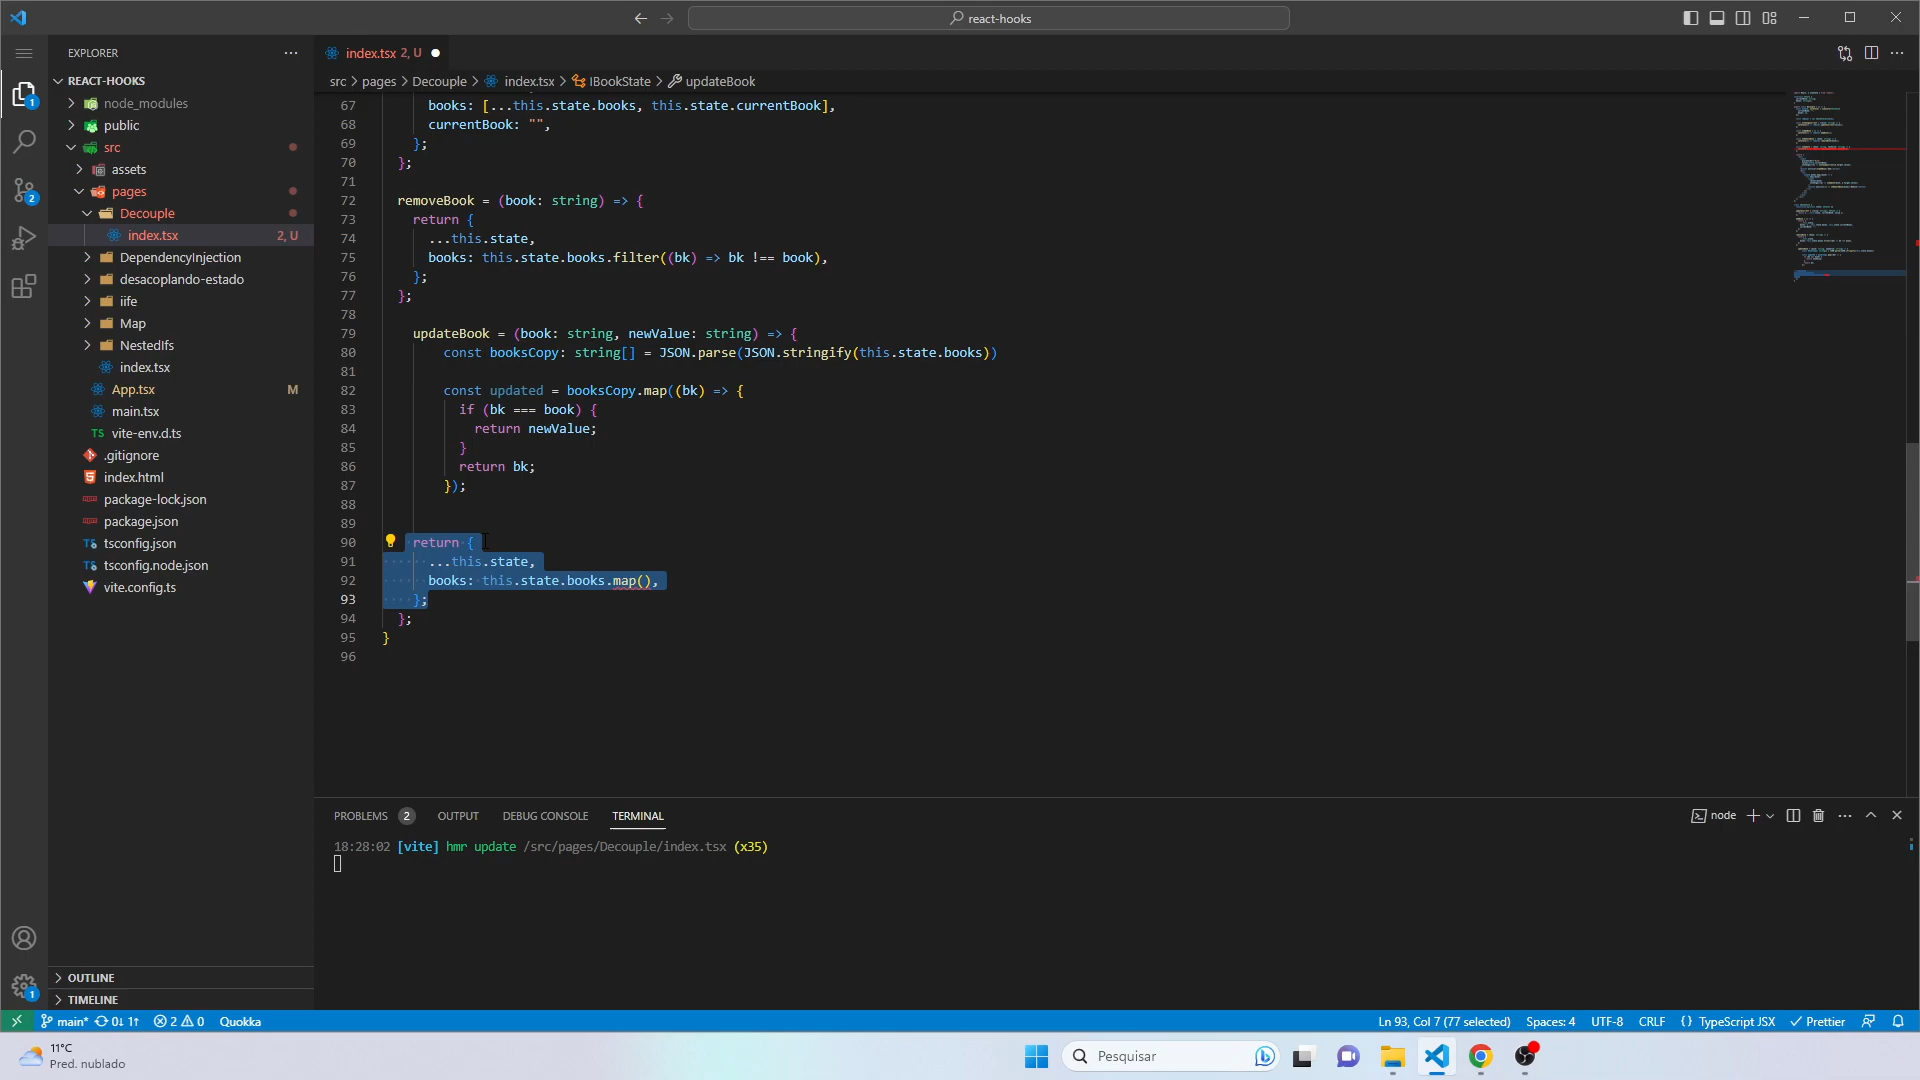 react-hooks
EXPLORER
index.tsx 2, U
REACT-HOOKS
node_modules
public
src
assets
pages
Decouple
index.tsx 2, U
DependencyInjection
desacoplando-estado
iife
Map
NestedIfs
index.tsx
App.tsx M
main.tsx
TS vite-env.d.ts
.gitignore
index.html
package-lock.json
package.json
tsconfig.json
tsconfig.node.json
vite.config.ts
OUTLINE
TIMELINE
src > pages > Decouple > index.tsx > IBookState > updateBook
67 books: [...this.state.books, this.state.currentBook],
68 currentBook: "",
69 };
70 };
71
72 removeBook = (book: string) => {
73 return {
74 ...this.state,
75 books: this.state.books.filter((bk) => bk !== book),
76 };
77 };
78
79 updateBook = (book: string, newValue: string) => {
80 const booksCopy: string[] = JSON.parse(JSON.stringify(this.state.books))
81
82 const updated = booksCopy.map((bk) => {
83 if (bk === book) {
84 return newValue;
85 }
86 return bk;
87 });
88
89
90 return {
91 ...this.state,
92 books: this.state.books.map(),
93 };
94 };
95 }
96
PROBLEMS 2 OUTPUT DEBUG CONSOLE TERMINAL
node
18:28:02 [vite] hmr update /src/pages/Decouple/index.tsx (x35)
main* 0↓ 1↑ 2 0 Quokka
Ln 93, Col 7 (77 selected) Spaces: 4 UTF-8 CRLF {} TypeScript JSX Prettier
11°C
Pred. nublado
Pesquisar